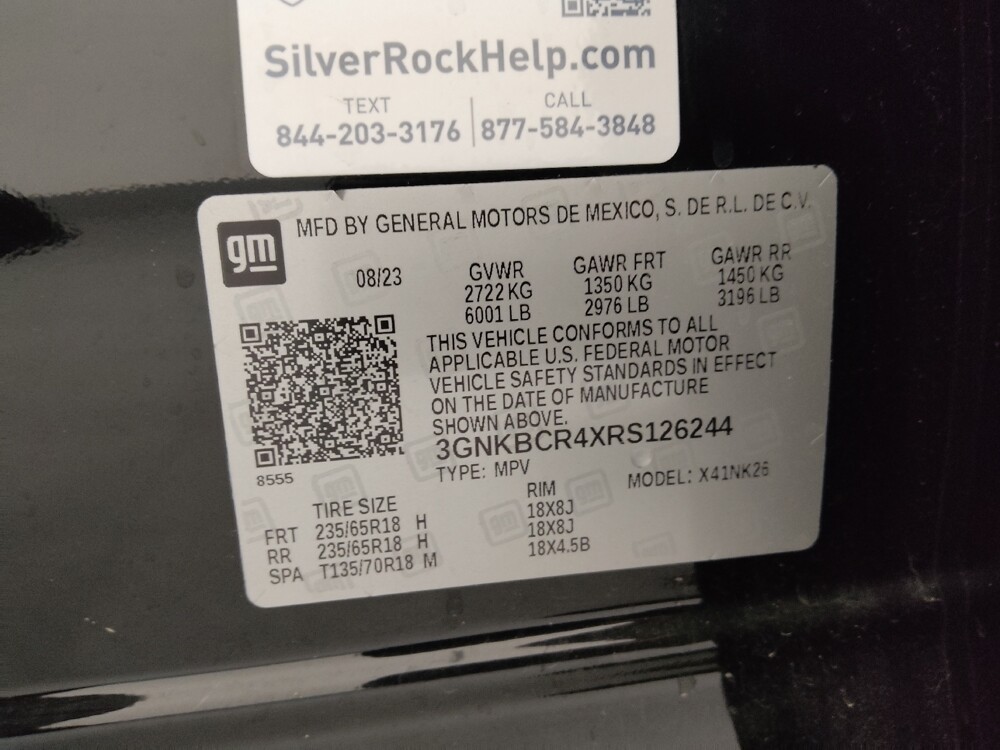 SilverRockHelp.com
TEXT
844-203-3176
CALL
877-584-3848
gm
MFD BY GENERAL MOTORS DE MEXICO, S. DE R.L. DE C.V.
08/23
GVWR
2722 KG
6001 LB
GAWR FRT
1350 KG
2976 LB
GAWR RR
1450 KG
3196 LB
THIS VEHICLE CONFORMS TO ALL
APPLICABLE U.S. FEDERAL MOTOR
VEHICLE SAFETY STANDARDS IN EFFECT
ON THE DATE OF MANUFACTURE
SHOWN ABOVE.
3GNKBCR4XRS126244
TYPE: MPV
MODEL: X41NK26
8555
TIRE SIZE
RIM
FRT 235/65R18 H 18X8J
RR 235/65R18 H 18X8J
SPA T135/70R18 M 18X4.5B